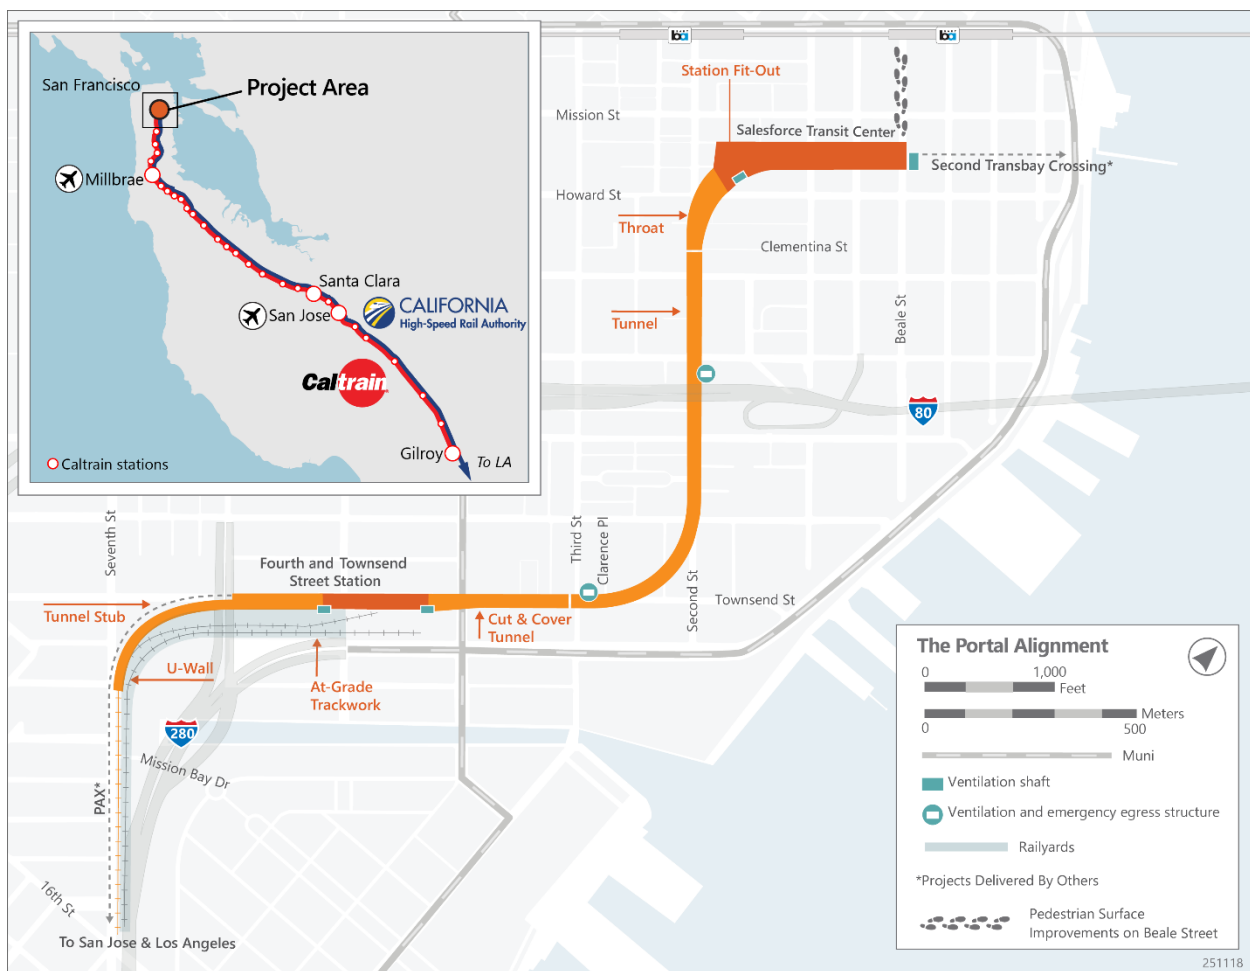 San Francisco
Project Area
Millbrae
Santa Clara
San Jose
CALIFORNIA
High-Speed Rail Authority
Caltrain
Gilroy
To LA
Caltrain stations
ba
ba
Station Fit-Out
Mission St
Salesforce Transit Center
Second Transbay Crossing*
Howard St
Throat
Clementina St
Tunnel
Beale St
80
Seventh St
Third St
Clarence Pl
Second St
Fourth and Townsend
Street Station
Townsend St
Tunnel Stub
Cut & Cover
Tunnel
U-Wall
At-Grade
Trackwork
280
Mission Bay Dr
PAX*
16th St
To San Jose & Los Angeles
The Portal Alignment
0 1,000
Feet
Meters
0 500
Muni
Ventilation shaft
Ventilation and emergency egress structure
Railyards
*Projects Delivered By Others
Pedestrian Surface
Improvements on Beale Street
251118